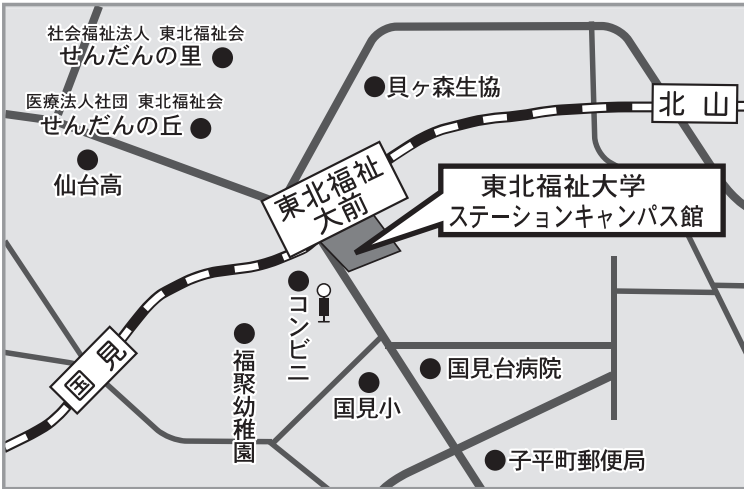 社会福祉法人 東北福祉会
せんだんの里
貝ヶ森生協
医療法人社団 東北福祉会
せんだんの丘
北山
仙台高
東北福祉
大前
東北福祉大学
ステーションキャンパス館
コンビニ
国見
福聚幼稚園
国見台病院
国見小
子平町郵便局